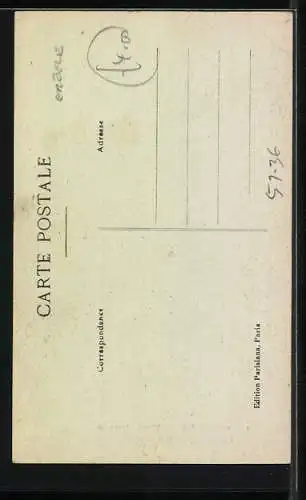 CARTE POSTALE
Correspondance
Adresse
Edition Parisiana, Paris
57-36